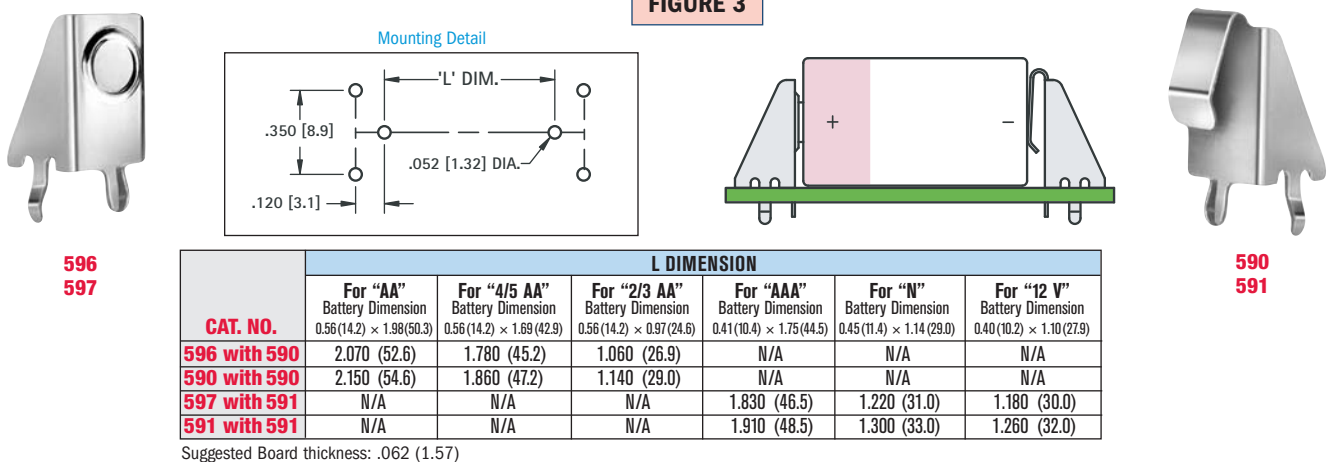 FIGURE 3
Mounting Detail
'L' DIM.
.350 [8.9]
.052 [1.32] DIA.
.120 [3.1]
+ −
596
597
590
591
L DIMENSION
CAT. NO.
For “AA” For “4/5 AA” For “2/3 AA” For “AAA” For “N” For “12 V”
Battery Dimension Battery Dimension Battery Dimension Battery Dimension Battery Dimension Battery Dimension
0.56 (14.2) × 1.98(50.3) 0.56 (14.2) × 1.69 (42.9) 0.56 (14.2) × 0.97(24.6) 0.41 (10.4) × 1.75(44.5) 0.45 (11.4) × 1.14 (29.0) 0.40 (10.2) × 1.10 (27.9)
596 with 590 2.070 (52.6) 1.780 (45.2) 1.060 (26.9) N/A N/A N/A
590 with 590 2.150 (54.6) 1.860 (47.2) 1.140 (29.0) N/A N/A N/A
597 with 591 N/A N/A N/A 1.830 (46.5) 1.220 (31.0) 1.180 (30.0)
591 with 591 N/A N/A N/A 1.910 (48.5) 1.300 (33.0) 1.260 (32.0)
Suggested Board thickness: .062 (1.57)